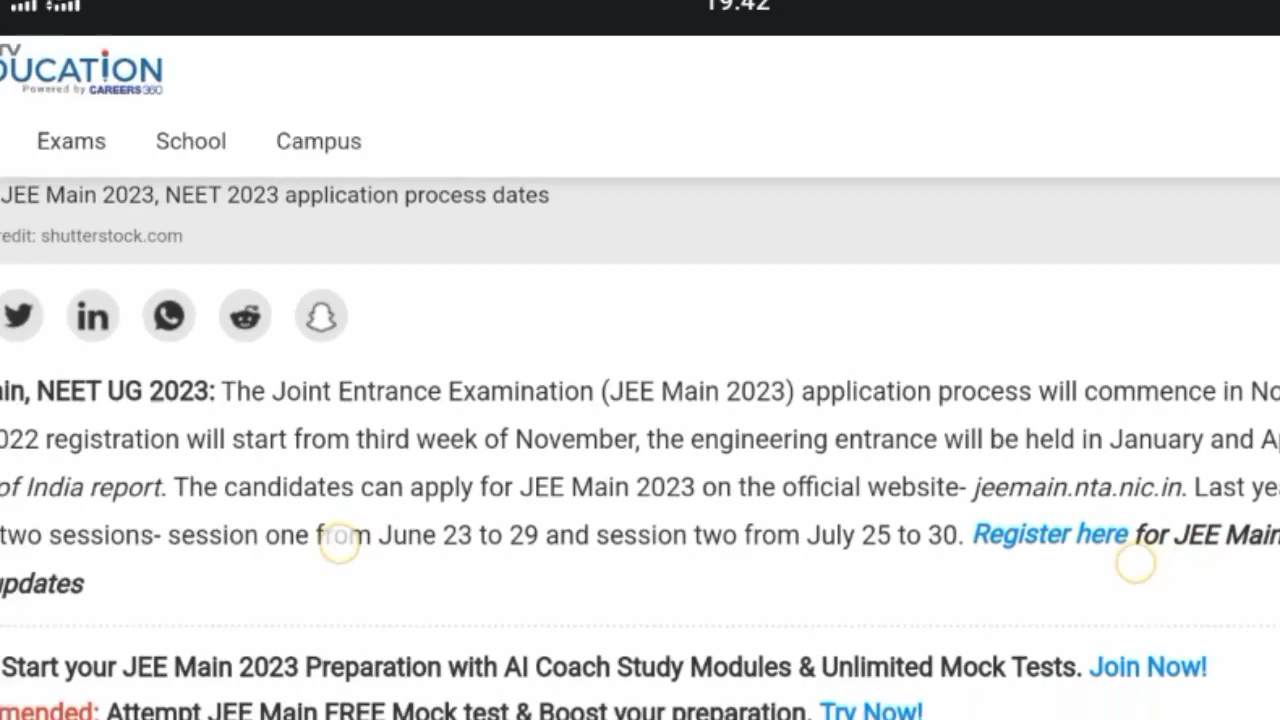 19:42
TV
DUCATION
Powered by CAREERS360
Exams School Campus
JEE Main 2023, NEET 2023 application process dates
redit: shutterstock.com
in
ain, NEET UG 2023: The Joint Entrance Examination (JEE Main 2023) application process will commence in No
022 registration will start from third week of November, the engineering entrance will be held in January and Ap
of India report. The candidates can apply for JEE Main 2023 on the official website- jeemain.nta.nic.in. Last yea
two sessions- session one from June 23 to 29 and session two from July 25 to 30. Register here for JEE Main
updates
Start your JEE Main 2023 Preparation with AI Coach Study Modules & Unlimited Mock Tests. Join Now!
mended: Attempt JEE Main FREE Mock test & Boost your preparation. Try Now!